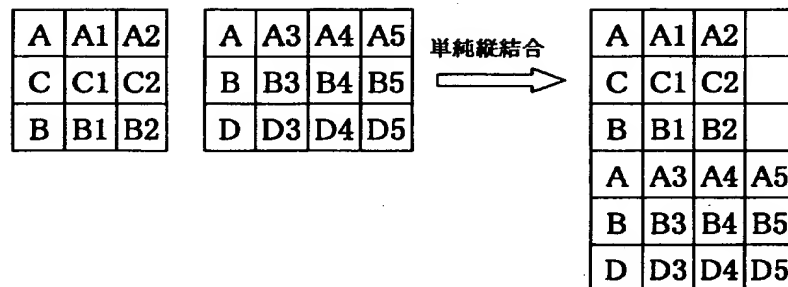 A A1 A2
C C1 C2
B B1 B2
A A3 A4 A5
B B3 B4 B5
D D3 D4 D5
単純縦結合
A A1 A2
C C1 C2
B B1 B2
A A3 A4 A5
B B3 B4 B5
D D3 D4 D5